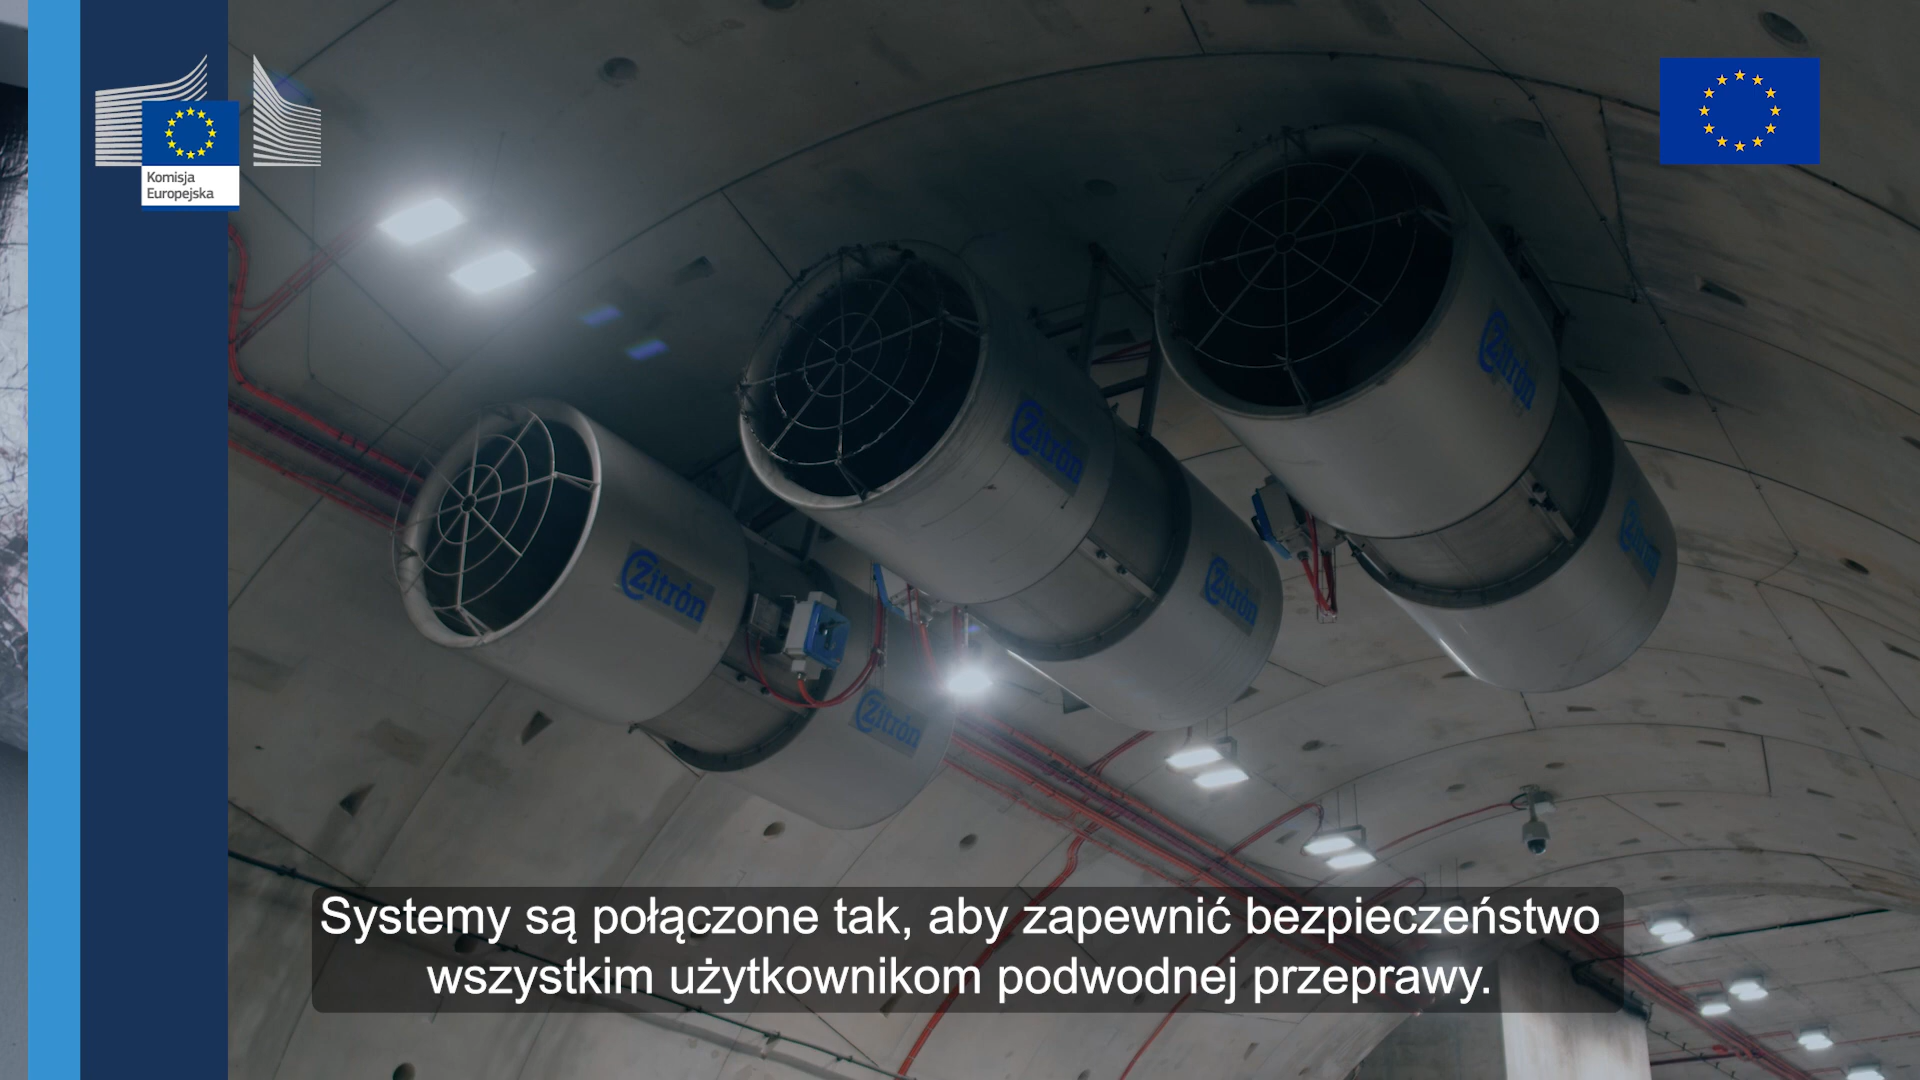 Komisja
Europejska
Zitrón
Zitrón
Zitrón
Zitrón
Zitrón
Zitrón
Systemy są połączone tak, aby zapewnić bezpieczeństwo
wszystkim użytkownikom podwodnej przeprawy.